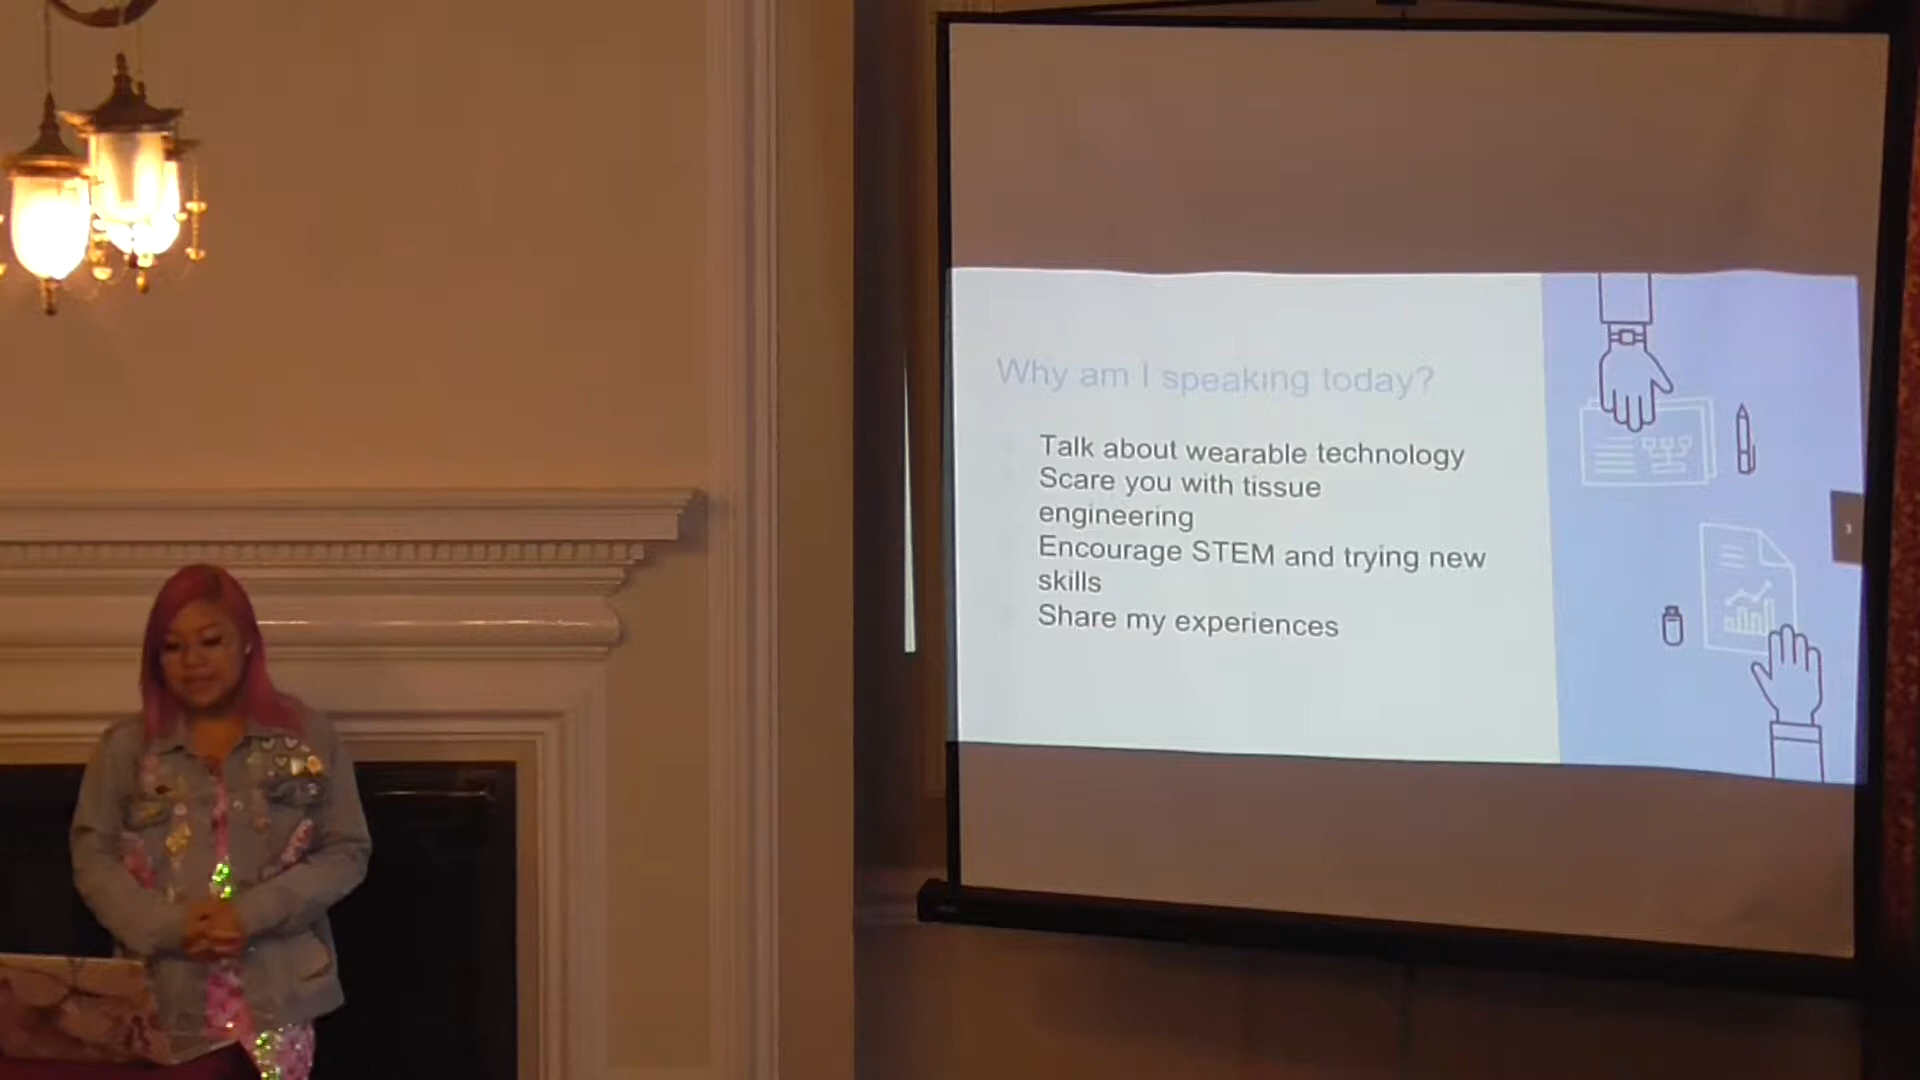 Why am I speaking today?
Talk about wearable technology
Scare you with tissue
engineering
Encourage STEM and trying new
skills
Share my experiences
3